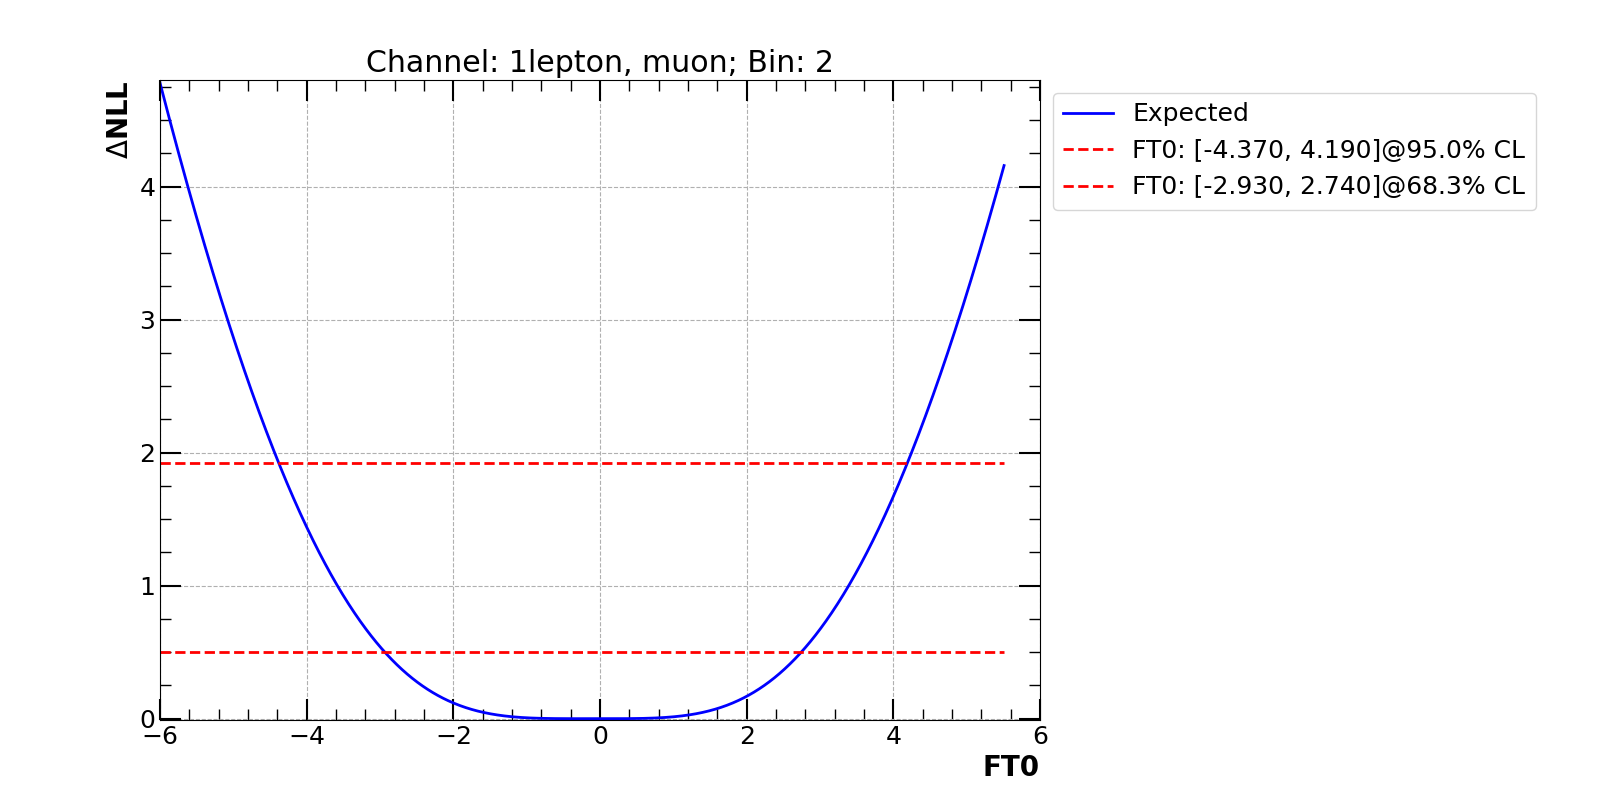 Channel: 1lepton, muon; Bin: 2
ΔNLL
Expected
FT0: [-4.370, 4.190]@95.0% CL
FT0: [-2.930, 2.740]@68.3% CL
4
3
2
1
0
−6 −4 −2 0 2 4 6
FT0